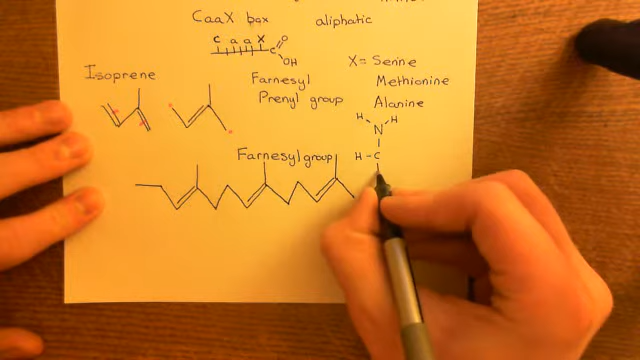 CaaX box aliphatic
C a a X
C O
OH
X = Serine
Isoprene
Farnesyl Methionine
Prenyl group Alanine
H H
N
Farnesyl group H-C